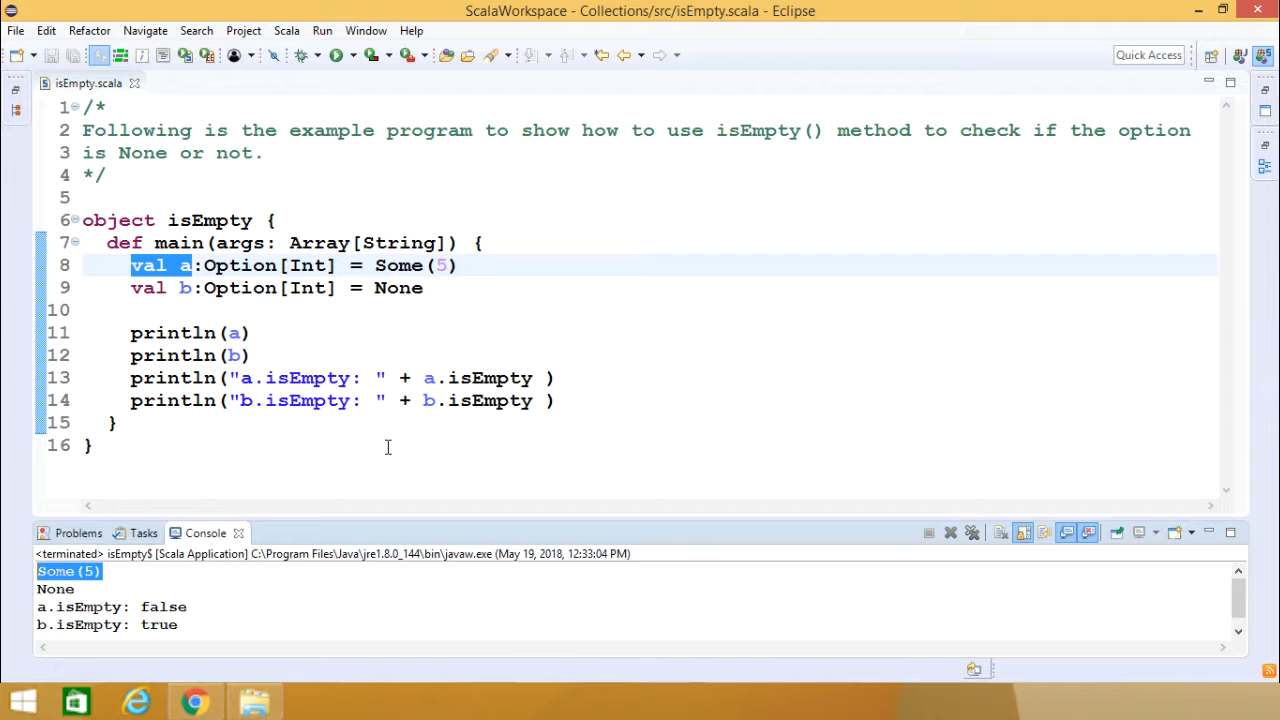 ScalaWorkspace - Collections/src/isEmpty.scala - Eclipse
File Edit Refactor Navigate Search Project Scala Run Window Help
Quick Access
isEmpty.scala
1 /*
2 Following is the example program to show how to use isEmpty() method to check if the option
3 is None or not.
4 */
5
6 object isEmpty {
7 def main(args: Array[String]) {
8 val a:Option[Int] = Some(5)
9 val b:Option[Int] = None
10
11 println(a)
12 println(b)
13 println("a.isEmpty: " + a.isEmpty )
14 println("b.isEmpty: " + b.isEmpty )
15 }
16 }
Problems Tasks Console
<terminated> isEmpty$ [Scala Application] C:\Program Files\Java\jre1.8.0_144\bin\javaw.exe (May 19, 2018, 12:33:04 PM)
Some(5)
None
a.isEmpty: false
b.isEmpty: true